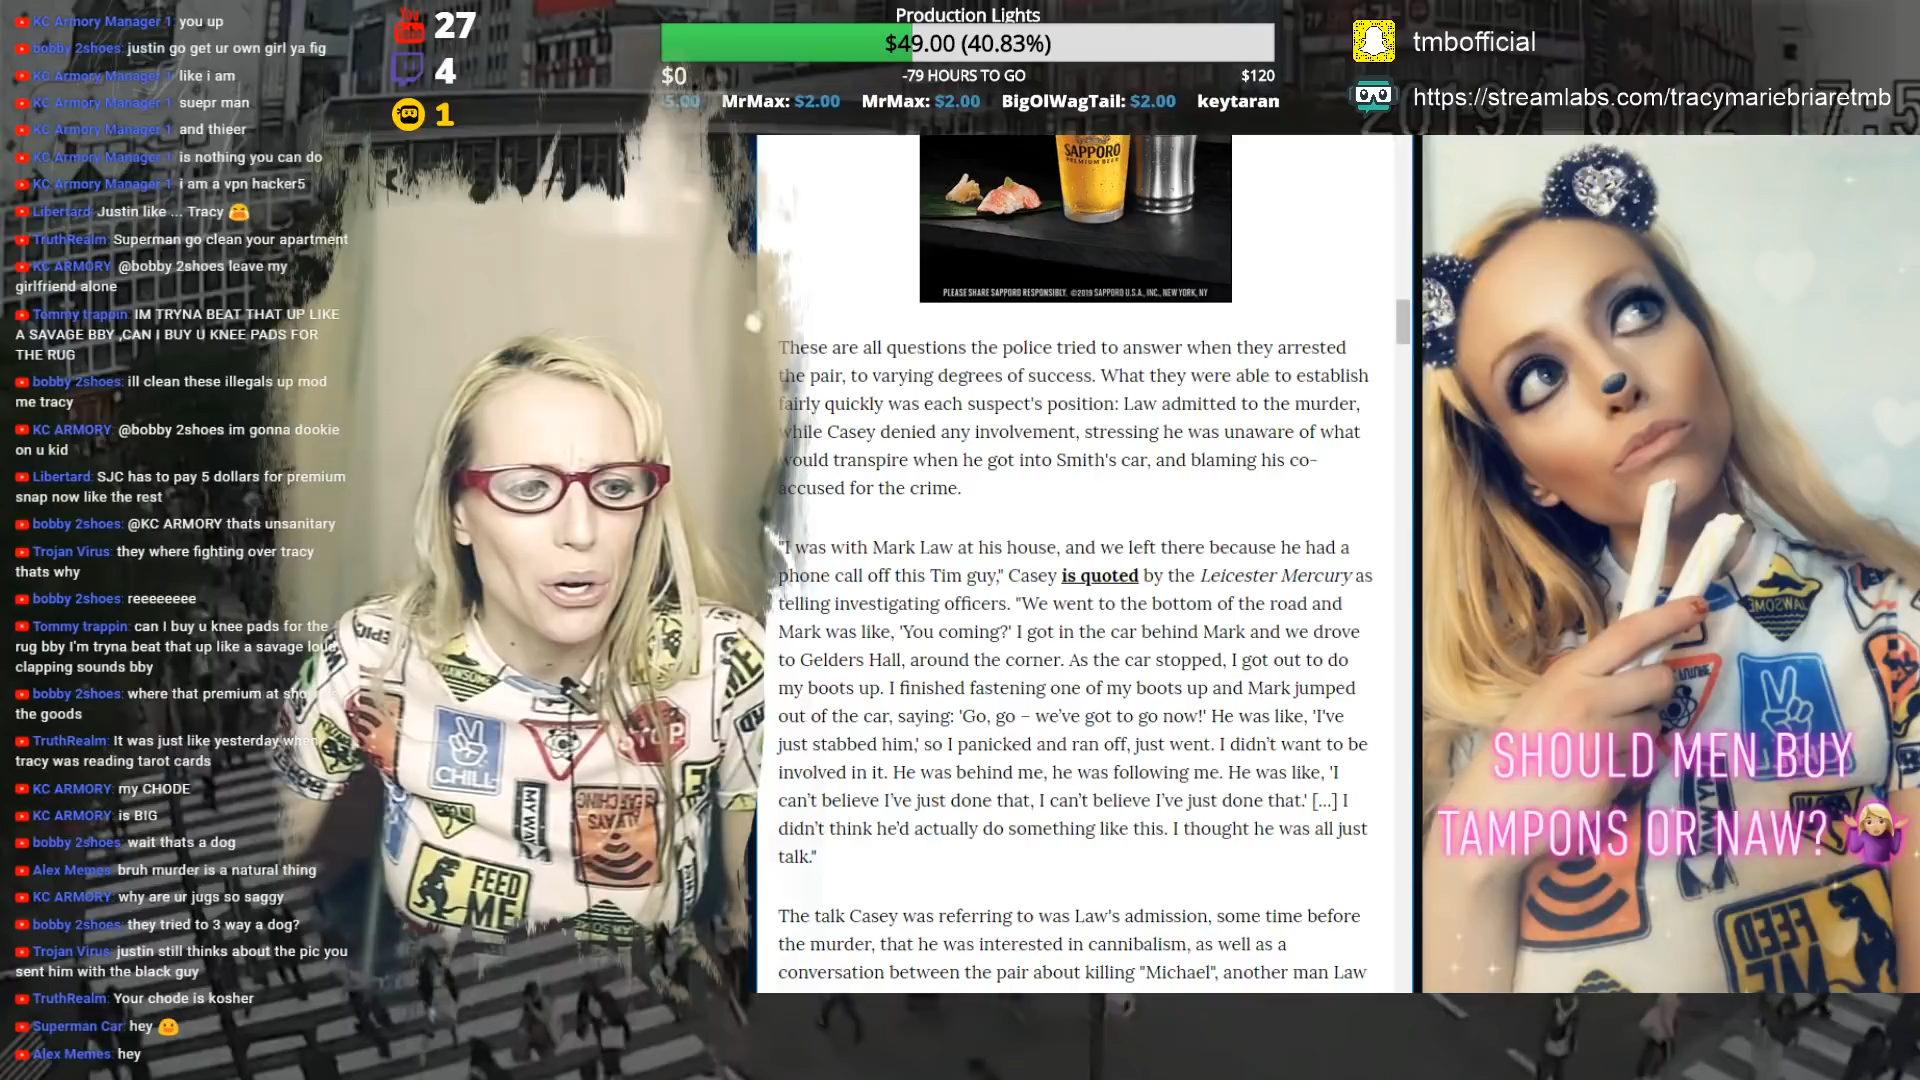 KC Armory Manager 1: you up
bobby 2shoes: justin go get ur own girl ya fig
KC Armory Manager 1: like i am
KC Armory Manager 1: suepr man
KC Armory Manager 1: and thieer
KC Armory Manager 1: is nothing you can do
KC Armory Manager 1: i am a vpn hacker5
Libertard: Justin like ... Tracy
TruthRealm: Superman go clean your apartment
KC ARMORY: @bobby 2shoes leave my
girlfriend alone
Tommy trappin: IM TRYNA BEAT THAT UP LIKE
A SAVAGE BBY ,CAN I BUY U KNEE PADS FOR
THE RUG
bobby 2shoes: ill clean these illegals up mod
me tracy
KC ARMORY: @bobby 2shoes im gonna dookie
on u kid
Libertard: SJC has to pay 5 dollars for premium
snap now like the rest
bobby 2shoes: @KC ARMORY thats unsanitary
Trojan Virus: they where fighting over tracy
thats why
bobby 2shoes: reeeeeeee
Tommy trappin: can I buy u knee pads for the
rug bby I'm tryna beat that up like a savage loud
clapping sounds bby
bobby 2shoes: where that premium at show
the goods
TruthRealm: It was just like yesterday when
tracy was reading tarot cards
KC ARMORY: my CHODE
KC ARMORY: is BIG
bobby 2shoes: wait thats a dog
Alex Memes: bruh murder is a natural thing
KC ARMORY: why are ur jugs so saggy
bobby 2shoes: they tried to 3 way a dog?
Trojan Virus: justin still thinks about the pic you
sent him with the black guy
TruthRealm: Your chode is kosher
Superman Car: hey
Alex Memes: hey
You Tube 27
4
1
Production Lights
$49.00 (40.83%)
$0 -79 HOURS TO GO $120
5.00 MrMax: $2.00 MrMax: $2.00 BigOlWagTail: $2.00 keytaran
tmbofficial
https://streamlabs.com/tracymariebriaretmb
2019/ 6/12 17:5
SAPPORO
PREMIUM BEER
PLEASE SHARE SAPPORO RESPONSIBLY. ©2019 SAPPORO U.S.A., INC., NEW YORK, NY
These are all questions the police tried to answer when they arrested
the pair, to varying degrees of success. What they were able to establish
fairly quickly was each suspect's position: Law admitted to the murder,
while Casey denied any involvement, stressing he was unaware of what
would transpire when he got into Smith's car, and blaming his co-
accused for the crime.
"I was with Mark Law at his house, and we left there because he had a
phone call off this Tim guy," Casey is quoted by the Leicester Mercury as
telling investigating officers. "We went to the bottom of the road and
Mark was like, 'You coming?' I got in the car behind Mark and we drove
to Gelders Hall, around the corner. As the car stopped, I got out to do
my boots up. I finished fastening one of my boots up and Mark jumped
out of the car, saying: 'Go, go – we've got to go now!' He was like, 'I've
just stabbed him,' so I panicked and ran off, just went. I didn't want to be
involved in it. He was behind me, he was following me. He was like, 'I
can't believe I've just done that, I can't believe I've just done that.' [...] I
didn't think he'd actually do something like this. I thought he was all just
talk."
The talk Casey was referring to was Law's admission, some time before
the murder, that he was interested in cannibalism, as well as a
conversation between the pair about killing "Michael", another man Law
EPIC
CHILL
STOP
MY WAY
ALWAYS
FEED
ME
JAWSOME
SHOULD MEN BUY
TAMPONS OR NAW?
FEED
ME